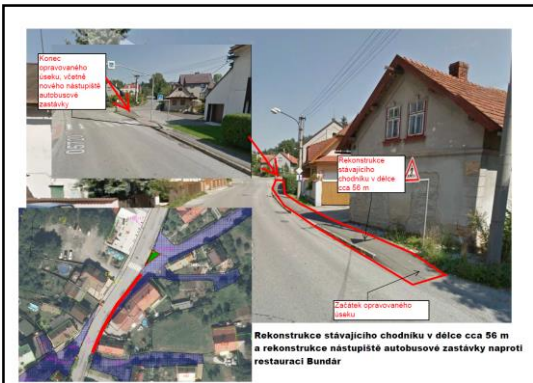 Konec
opravovaného
úseku, včetně
nového nástupiště
autobusové
zastávky
Rekonstrukce
stávajícího
chodníku v délce
cca 56 m
Začátek opravovaného
úseku
Rekonstrukce stávajícího chodníku v délce cca 56 m
a rekonstrukce nástupiště autobusové zastávky naproti
restauraci Bundár